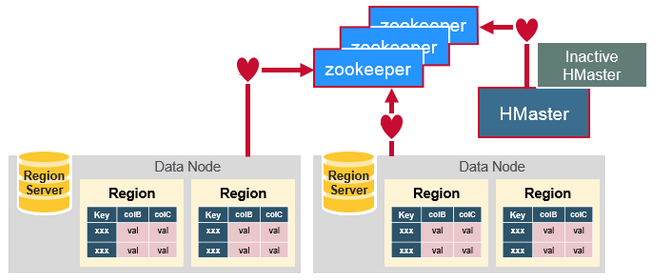 zookeeper
zookeeper
zookeeper
Inactive
HMaster
HMaster
Data Node
Region
Server
Region
Key colB colC
xxx val val
xxx val val
Region
Key colB colC
xxx val val
xxx val val
Data Node
Region
Server
Region
Key colB colC
xxx val val
xxx val val
Region
Key colB colC
xxx val val
xxx val val